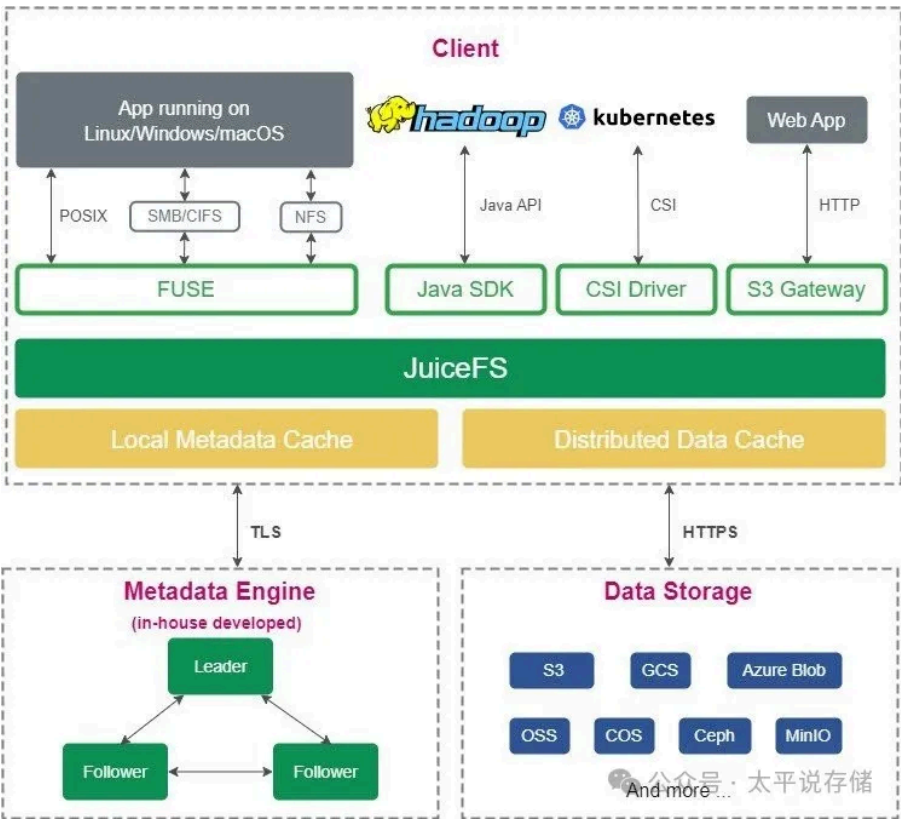 Client
App running on
Linux/Windows/macOS
hadoop
kubernetes
Web App
POSIX
SMB/CIFS
NFS
Java API
CSI
HTTP
FUSE
Java SDK
CSI Driver
S3 Gateway
JuiceFS
Local Metadata Cache
Distributed Data Cache
TLS
HTTPS
Metadata Engine
(in-house developed)
Leader
Follower
Follower
Data Storage
S3
GCS
Azure Blob
OSS
COS
Ceph
MinIO
And more ...
公众号 · 太平说存储